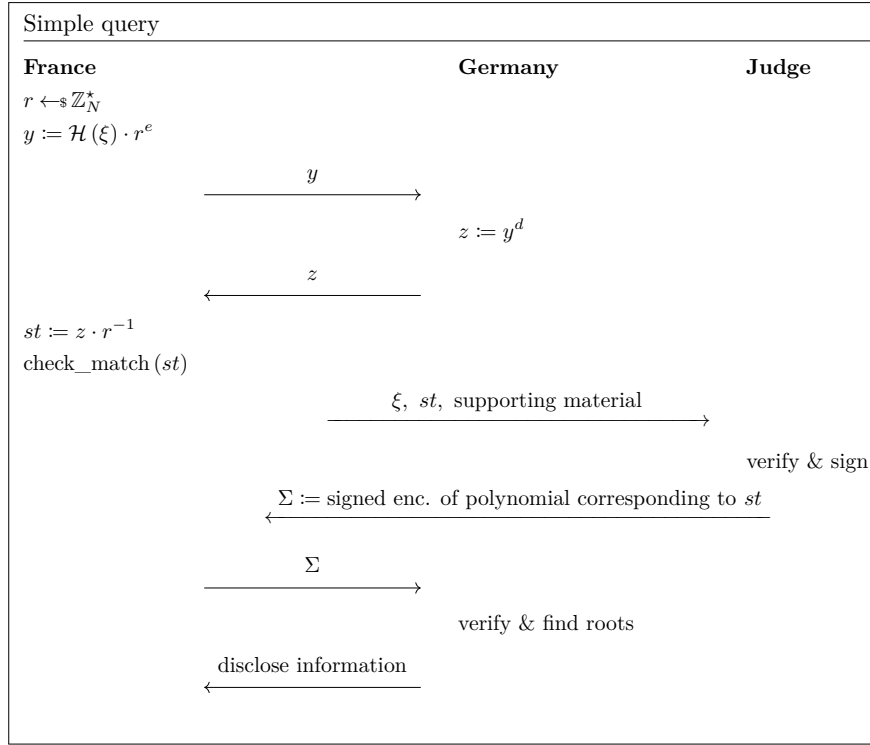 Simple query
France Germany Judge
r ←$ ℤ_N^⋆
y := ℋ(ξ) · r^e
y
z := y^d
z
st := z · r^{-1}
check_match(st)
ξ, st, supporting material
verify & sign
Σ := signed enc. of polynomial corresponding to st
Σ
verify & find roots
disclose information